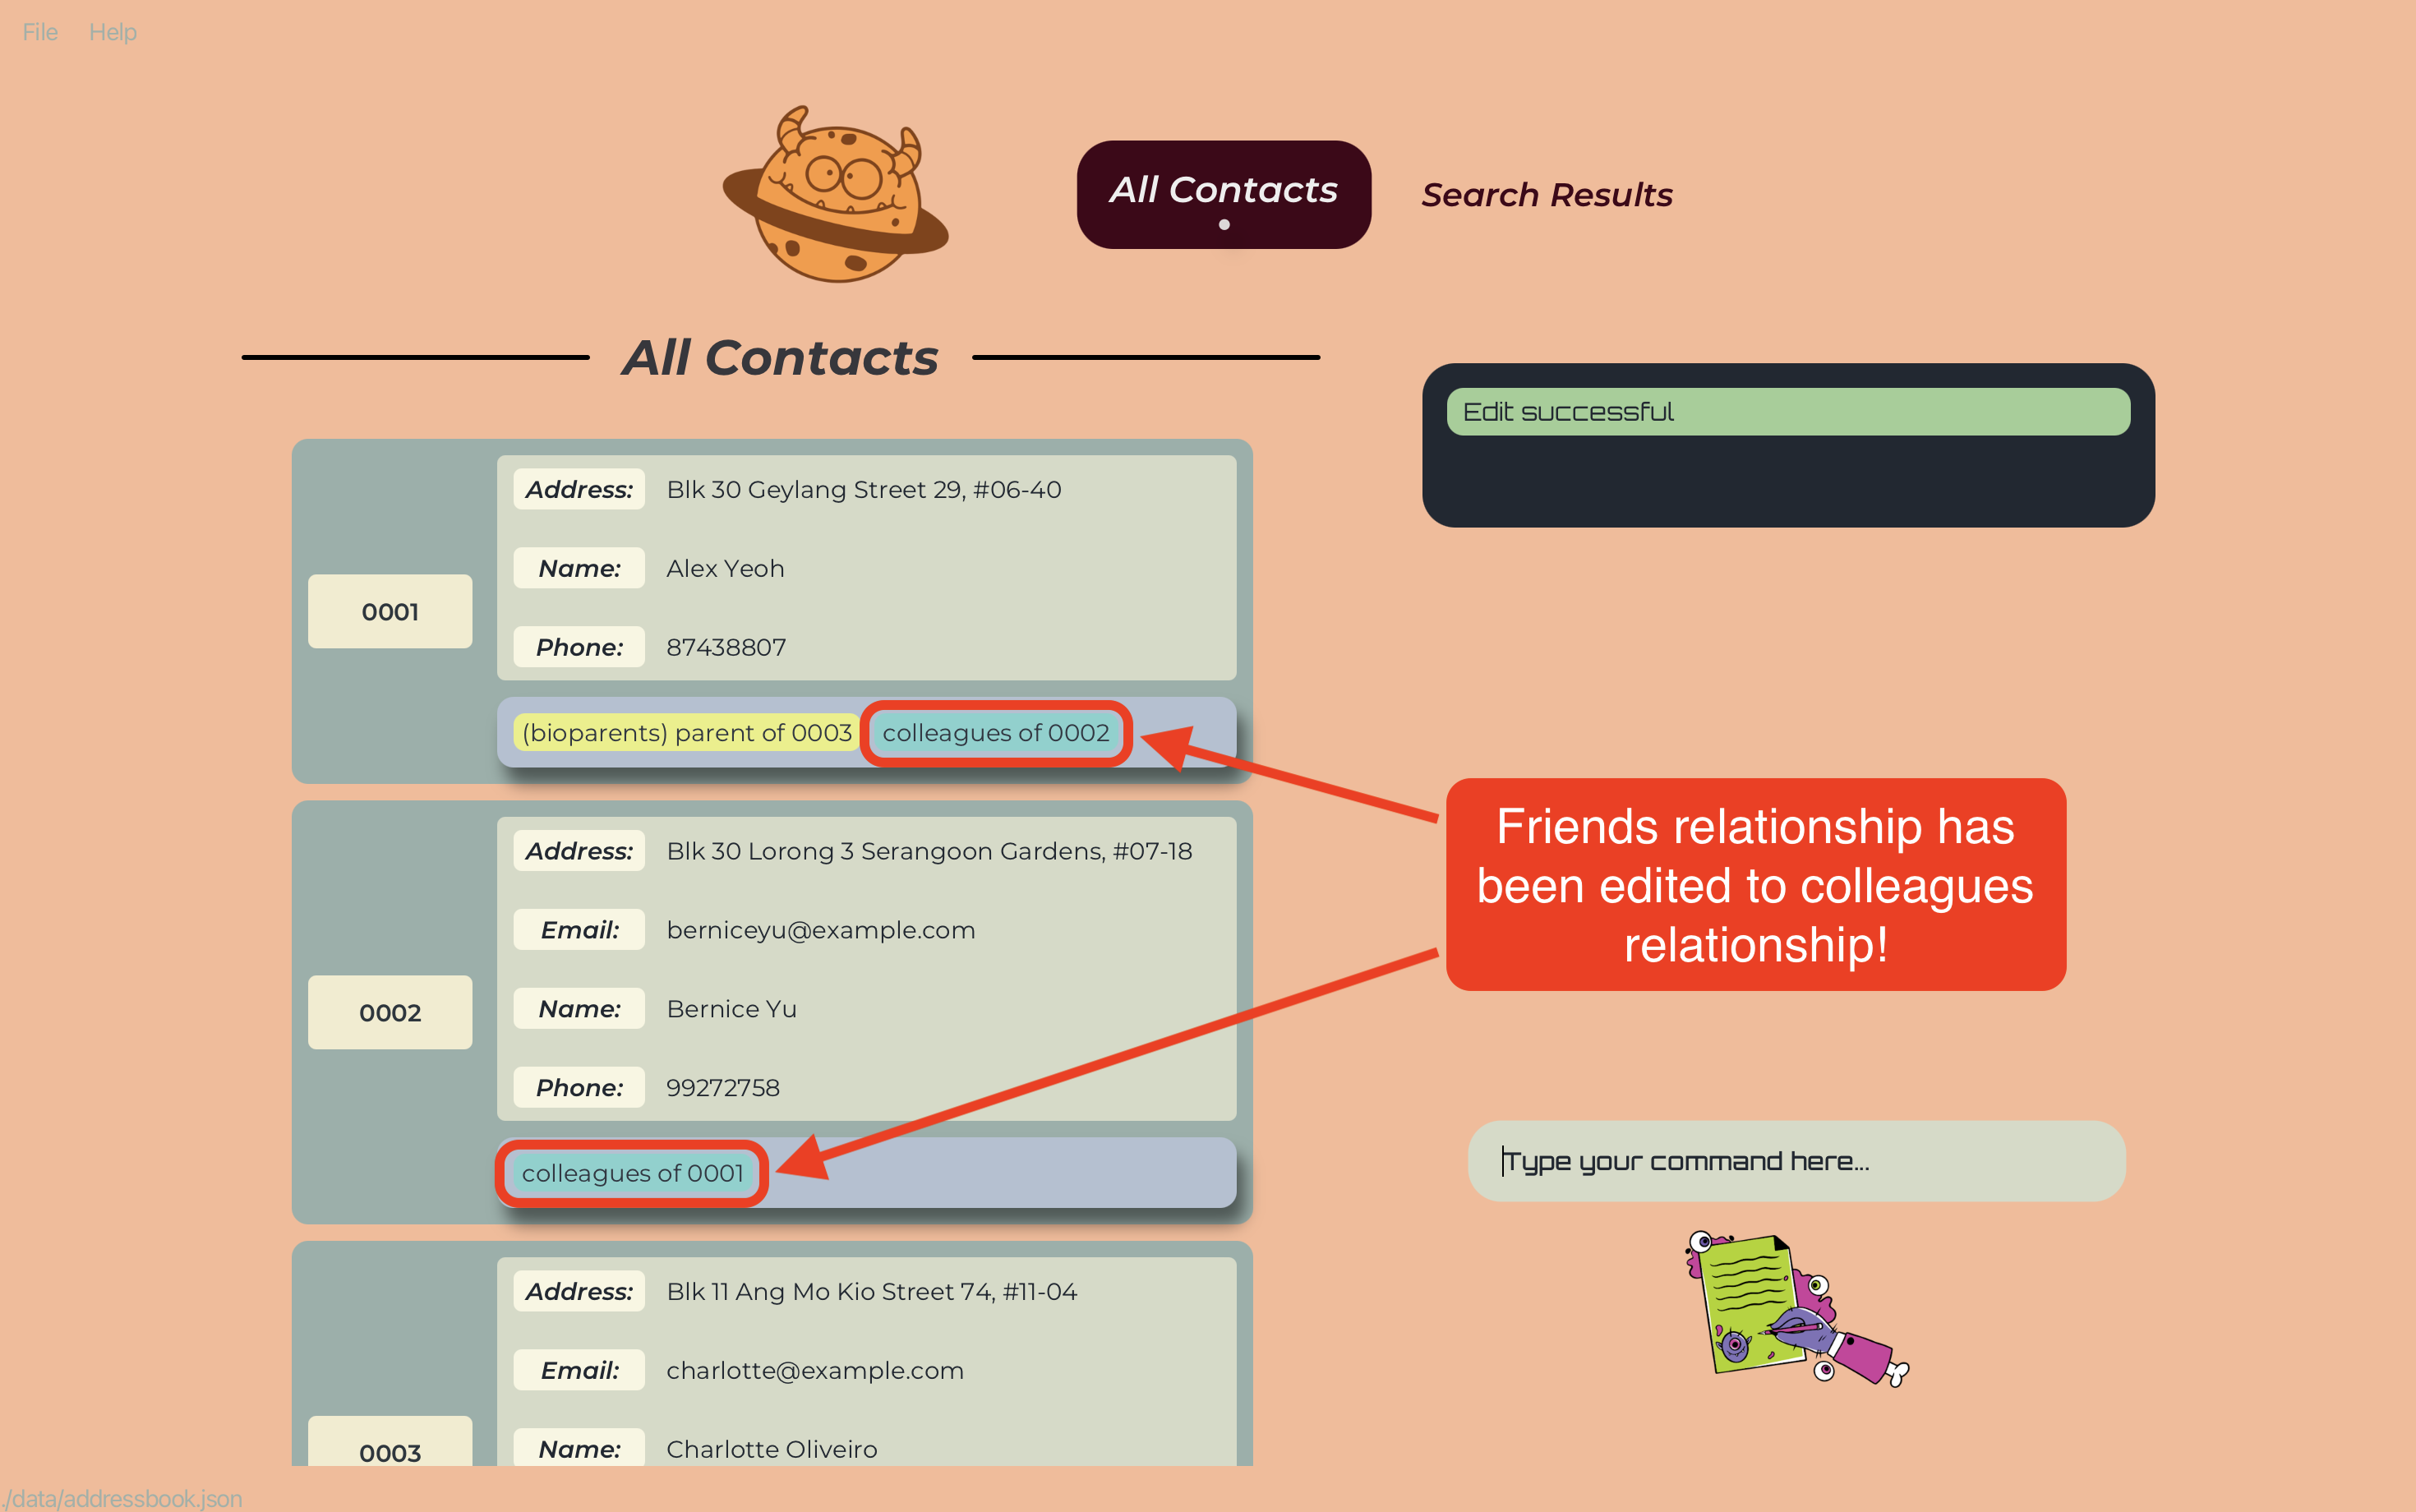 File Help
All Contacts
Search Results
All Contacts
Edit successful
0001
Address: Blk 30 Geylang Street 29, #06-40
Name: Alex Yeoh
Phone: 87438807
(bioparents) parent of 0003 colleagues of 0002
0002
Address: Blk 30 Lorong 3 Serangoon Gardens, #07-18
Email: berniceyu@example.com
Name: Bernice Yu
Phone: 99272758
colleagues of 0001
0003
Address: Blk 11 Ang Mo Kio Street 74, #11-04
Email: charlotte@example.com
Name: Charlotte Oliveiro
Friends relationship has
been edited to colleagues
relationship!
Type your command here...
./data/addressbook.json